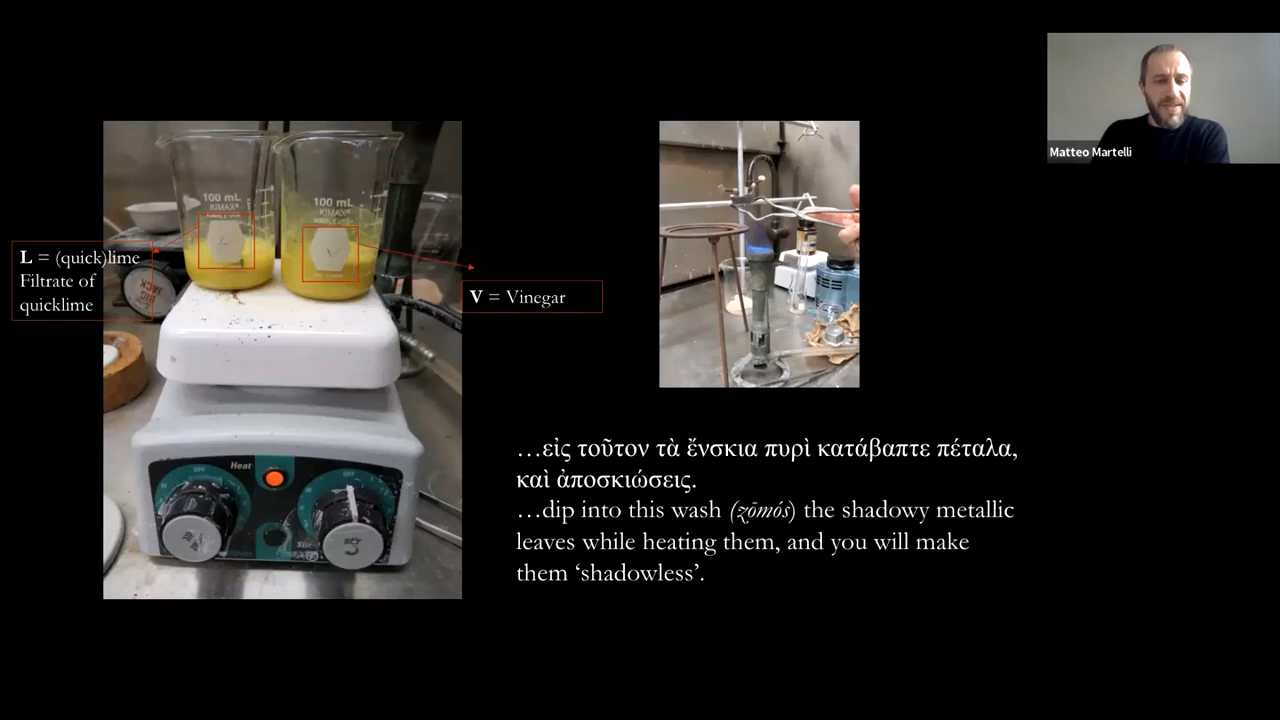 Matteo Martelli
100 mL
KIMAX®
100 mL
KIMAX®
L = (quick)lime
Filtrate of
quicklime
V = Vinegar
L
V
Heat
OFF
OFF
…εἰς τοῦτον τὰ ἔνσκια πυρὶ κατάβαπτε πέταλα,
καὶ ἀποσκιώσεις.
…dip into this wash (zōmós) the shadowy metallic
leaves while heating them, and you will make
them ‘shadowless’.